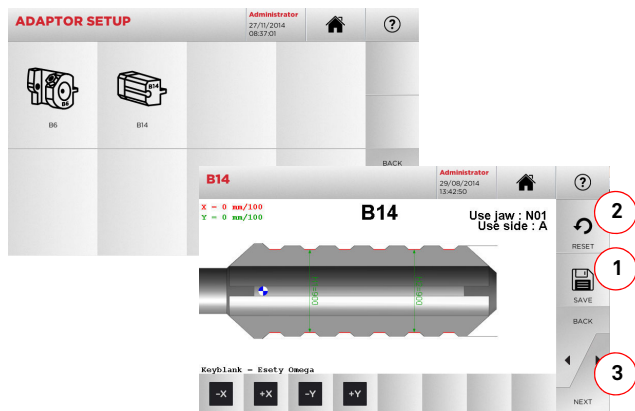 ADAPTOR SETUP
Administrator
27/11/2014
08:37:01
?
B6
B14
B6
B14
BACK
B14
Administrator
29/08/2014
13:42:50
?
X = 0 mm/100
Y = 0 mm/100
B14
Use jaw : N01
Use side : A
2
RESET
1
SAVE
BACK
3
NEXT
Keyblank - Esety Omega
-X
+X
-Y
+Y